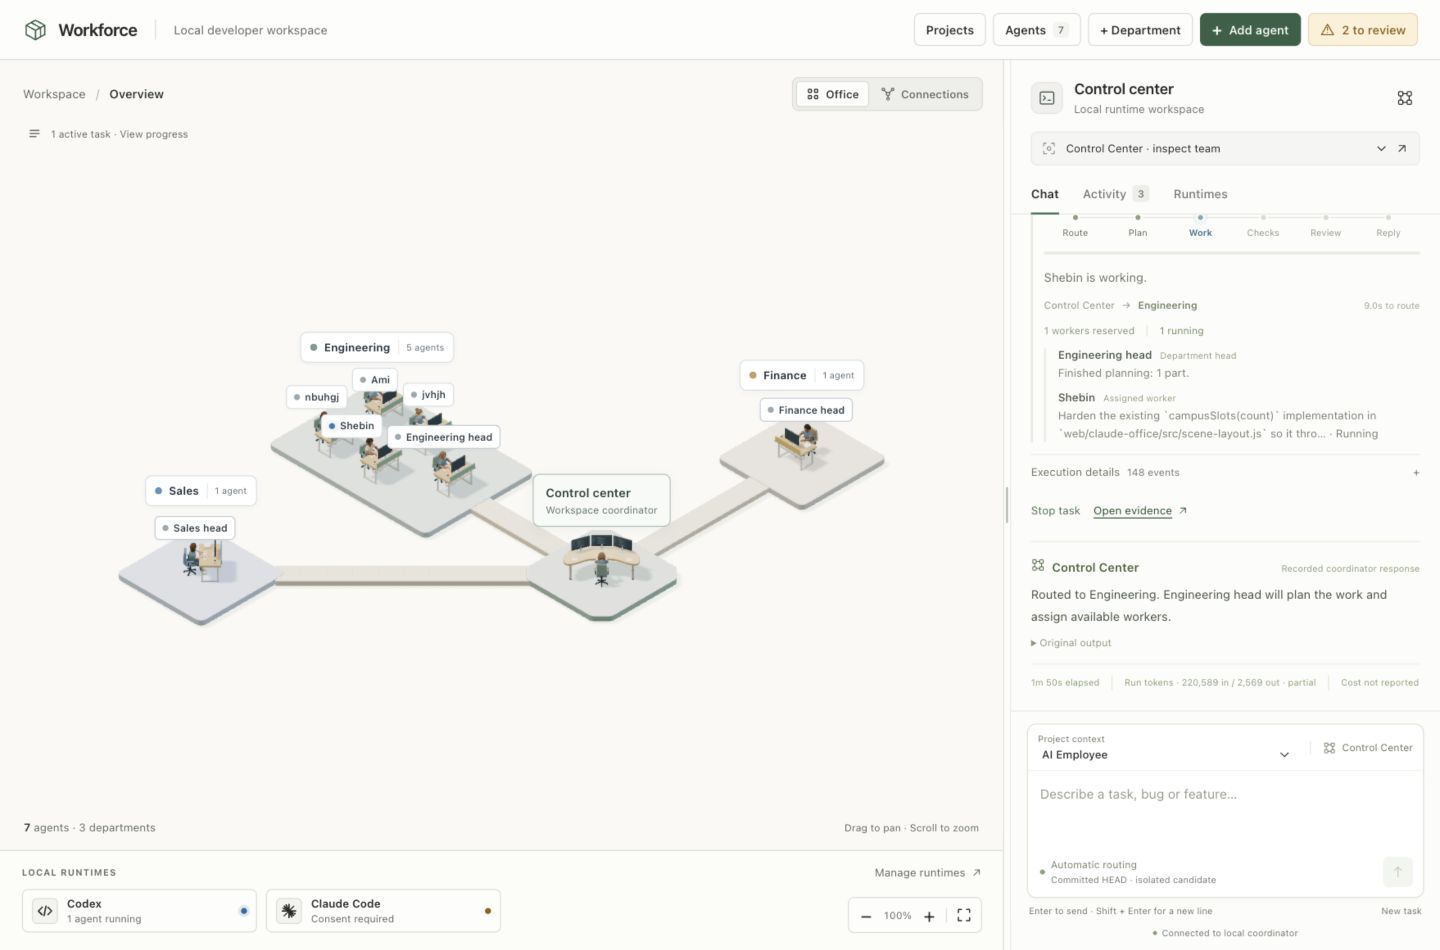 Workforce
Local developer workspace
Projects
Agents 7
+ Department
+ Add agent
2 to review
Workspace / Overview
Office
Connections
1 active task · View progress
Engineering 5 agents
Ami
nbuhgj
jvhjh
Shebin
Engineering head
Finance 1 agent
Finance head
Sales 1 agent
Sales head
Control center
Workspace coordinator
7 agents · 3 departments
Drag to pan · Scroll to zoom
LOCAL RUNTIMES
Manage runtimes
Codex
1 agent running
Claude Code
Consent required
100%
Control center
Local runtime workspace
Control Center · inspect team
Chat
Activity 3
Runtimes
Route
Plan
Work
Checks
Review
Reply
Shebin is working.
Control Center → Engineering
9.0s to route
1 workers reserved
1 running
Engineering head Department head
Finished planning: 1 part.
Shebin Assigned worker
Harden the existing `campusSlots(count)` implementation in
`web/claude-office/src/scene-layout.js` so it thro... · Running
Execution details 148 events
+
Stop task
Open evidence
Control Center
Recorded coordinator response
Routed to Engineering. Engineering head will plan the work and
assign available workers.
Original output
1m 50s elapsed
Run tokens · 220,589 in / 2,569 out · partial
Cost not reported
Project context
AI Employee
Control Center
Describe a task, bug or feature...
Automatic routing
Committed HEAD · isolated candidate
Enter to send · Shift + Enter for a new line
New task
Connected to local coordinator